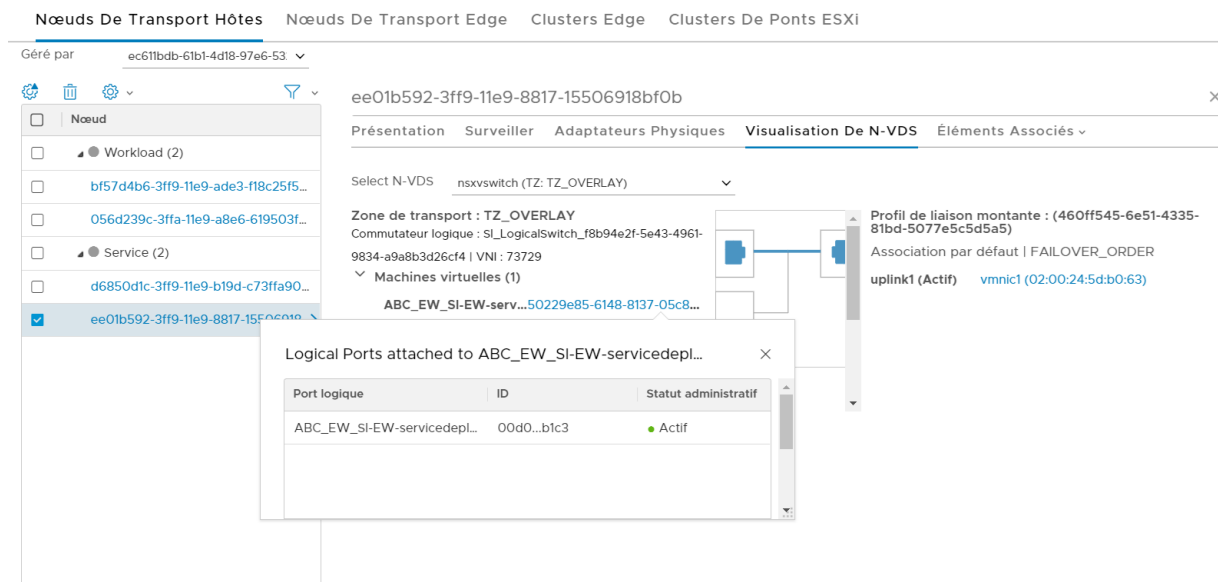 Nœuds De Transport Hôtes Nœuds De Transport Edge Clusters Edge Clusters De Ponts ESXi
Géré par ec611bdb-61b1-4d18-97e6-53.
Nœud
Workload (2)
bf57d4b6-3ff9-11e9-ade3-f18c25f5...
056d239c-3ffa-11e9-a8e6-619503f...
Service (2)
d6850d1c-3ff9-11e9-b19d-c73ffa90...
ee01b592-3ff9-11e9-8817-15506918
ee01b592-3ff9-11e9-8817-15506918bf0b
Présentation Surveiller Adaptateurs Physiques Visualisation De N-VDS Éléments Associés
Select N-VDS nsxvswitch (TZ: TZ_OVERLAY)
Zone de transport : TZ_OVERLAY
Commutateur logique : SI_LogicalSwitch_f8b94e2f-5e43-4961-
9834-a9a8b3d26cf4 | VNI : 73729
Machines virtuelles (1)
ABC_EW_SI-EW-serv...50229e85-6148-8137-05c8...
Profil de liaison montante : (460ff545-6e51-4335-
81bd-5077e5c5d5a5)
Association par défaut | FAILOVER_ORDER
uplink1 (Actif) vmnic1 (02:00:24:5d:b0:63)
Logical Ports attached to ABC_EW_SI-EW-servicedepl...
Port logique ID Statut administratif
ABC_EW_SI-EW-servicedepl... 00d0...b1c3 Actif